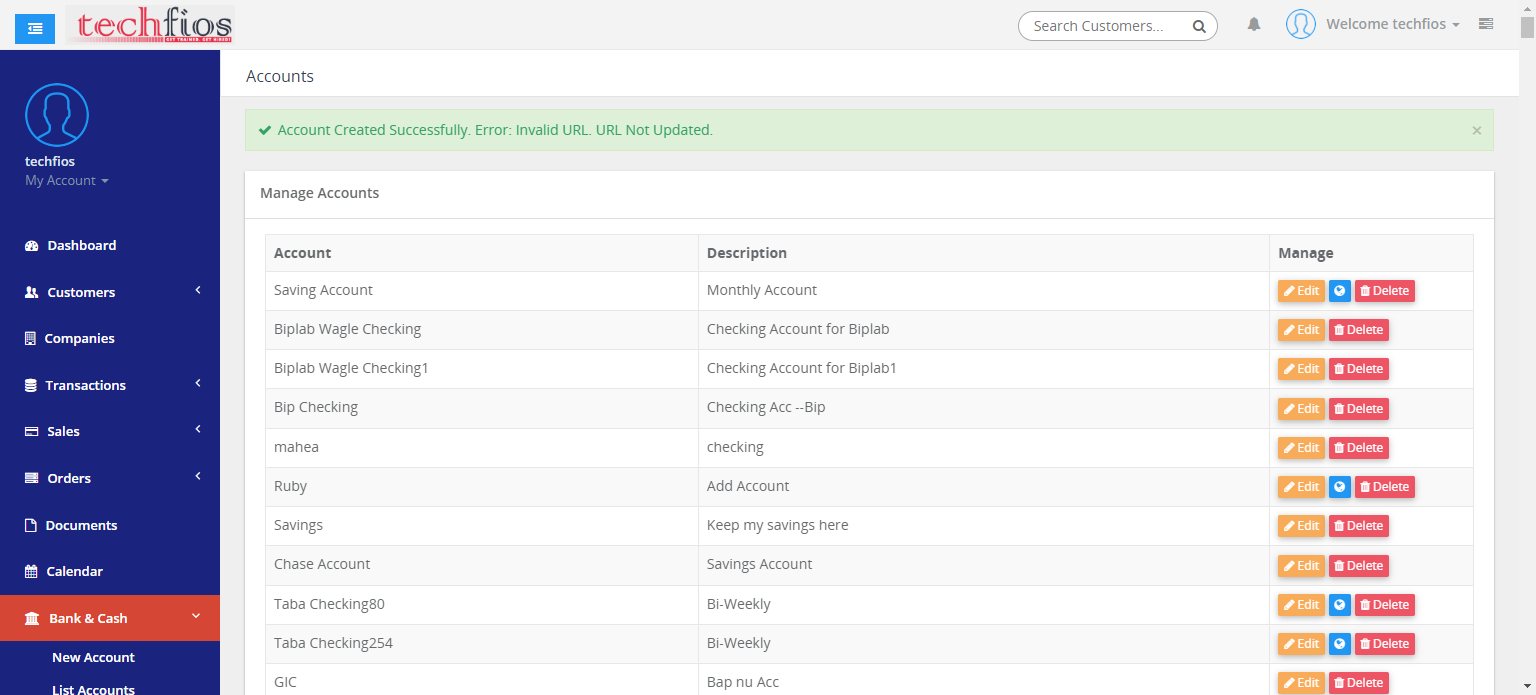 techfios
Search Customers...
Welcome techfios
Accounts
techfios
My Account
Dashboard
Customers
Companies
Transactions
Sales
Orders
Documents
Calendar
Bank & Cash
New Account
List Accounts
Account Created Successfully. Error: Invalid URL. URL Not Updated.
×
Manage Accounts
Account Description Manage
Saving Account Monthly Account Edit Delete
Biplab Wagle Checking Checking Account for Biplab Edit Delete
Biplab Wagle Checking1 Checking Account for Biplab1 Edit Delete
Bip Checking Checking Acc --Bip Edit Delete
mahea checking Edit Delete
Ruby Add Account Edit Delete
Savings Keep my savings here Edit Delete
Chase Account Savings Account Edit Delete
Taba Checking80 Bi-Weekly Edit Delete
Taba Checking254 Bi-Weekly Edit Delete
GIC Bap nu Acc Edit Delete